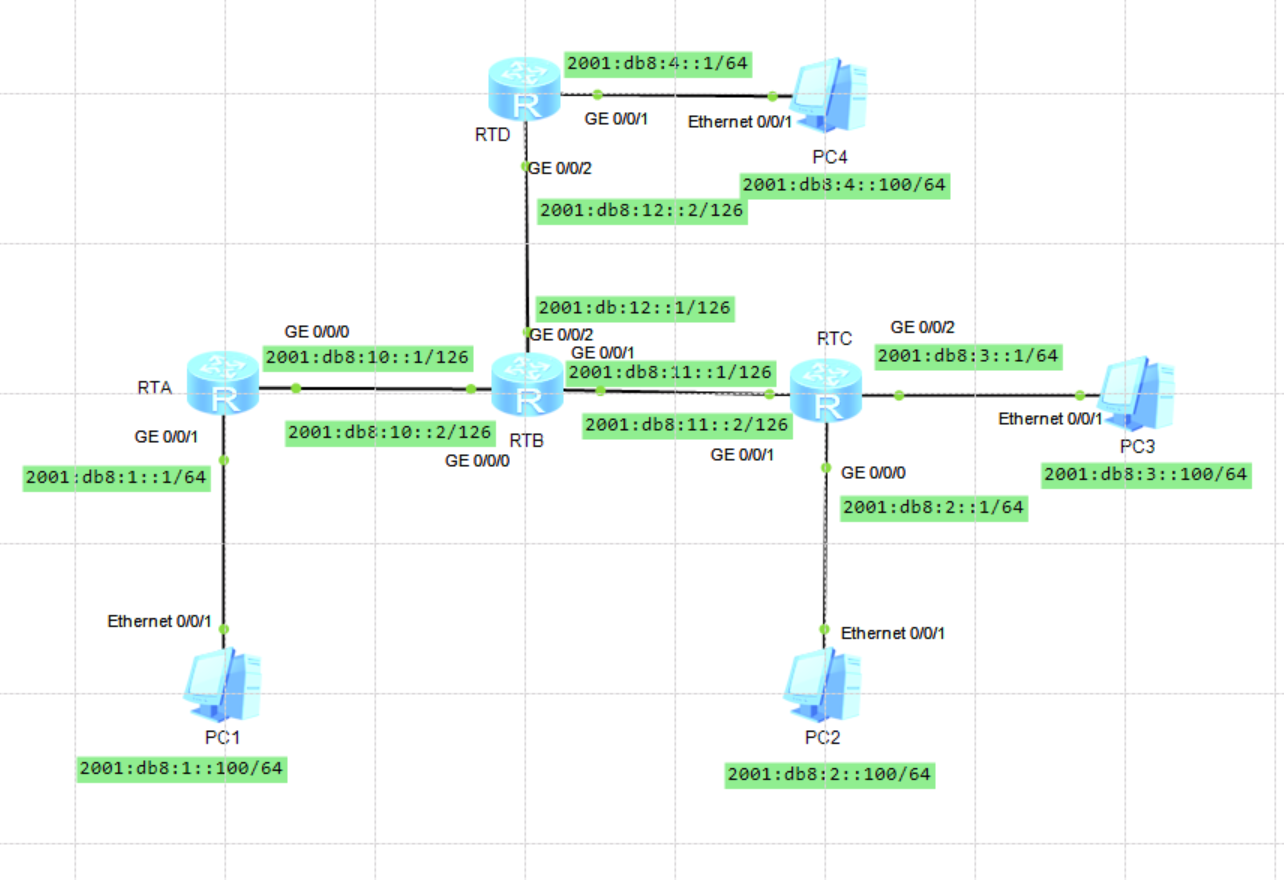 2001:db8:4::1/64
R
GE 0/0/1
Ethernet 0/0/1
RTD
PC4
GE 0/0/2
2001:db8:4::100/64
2001:db8:12::2/126
2001:db:12::1/126
GE 0/0/2
GE 0/0/0
2001:db8:10::1/126
GE 0/0/1
2001:db8:11::1/126
RTC
GE 0/0/2
2001:db8:3::1/64
RTA
R
R
R
GE 0/0/1
2001:db8:10::2/126
RTB
GE 0/0/0
2001:db8:11::2/126
GE 0/0/1
Ethernet 0/0/1
PC3
2001:db8:1::1/64
GE 0/0/0
2001:db8:3::100/64
2001:db8:2::1/64
Ethernet 0/0/1
Ethernet 0/0/1
PC1
PC2
2001:db8:1::100/64
2001:db8:2::100/64